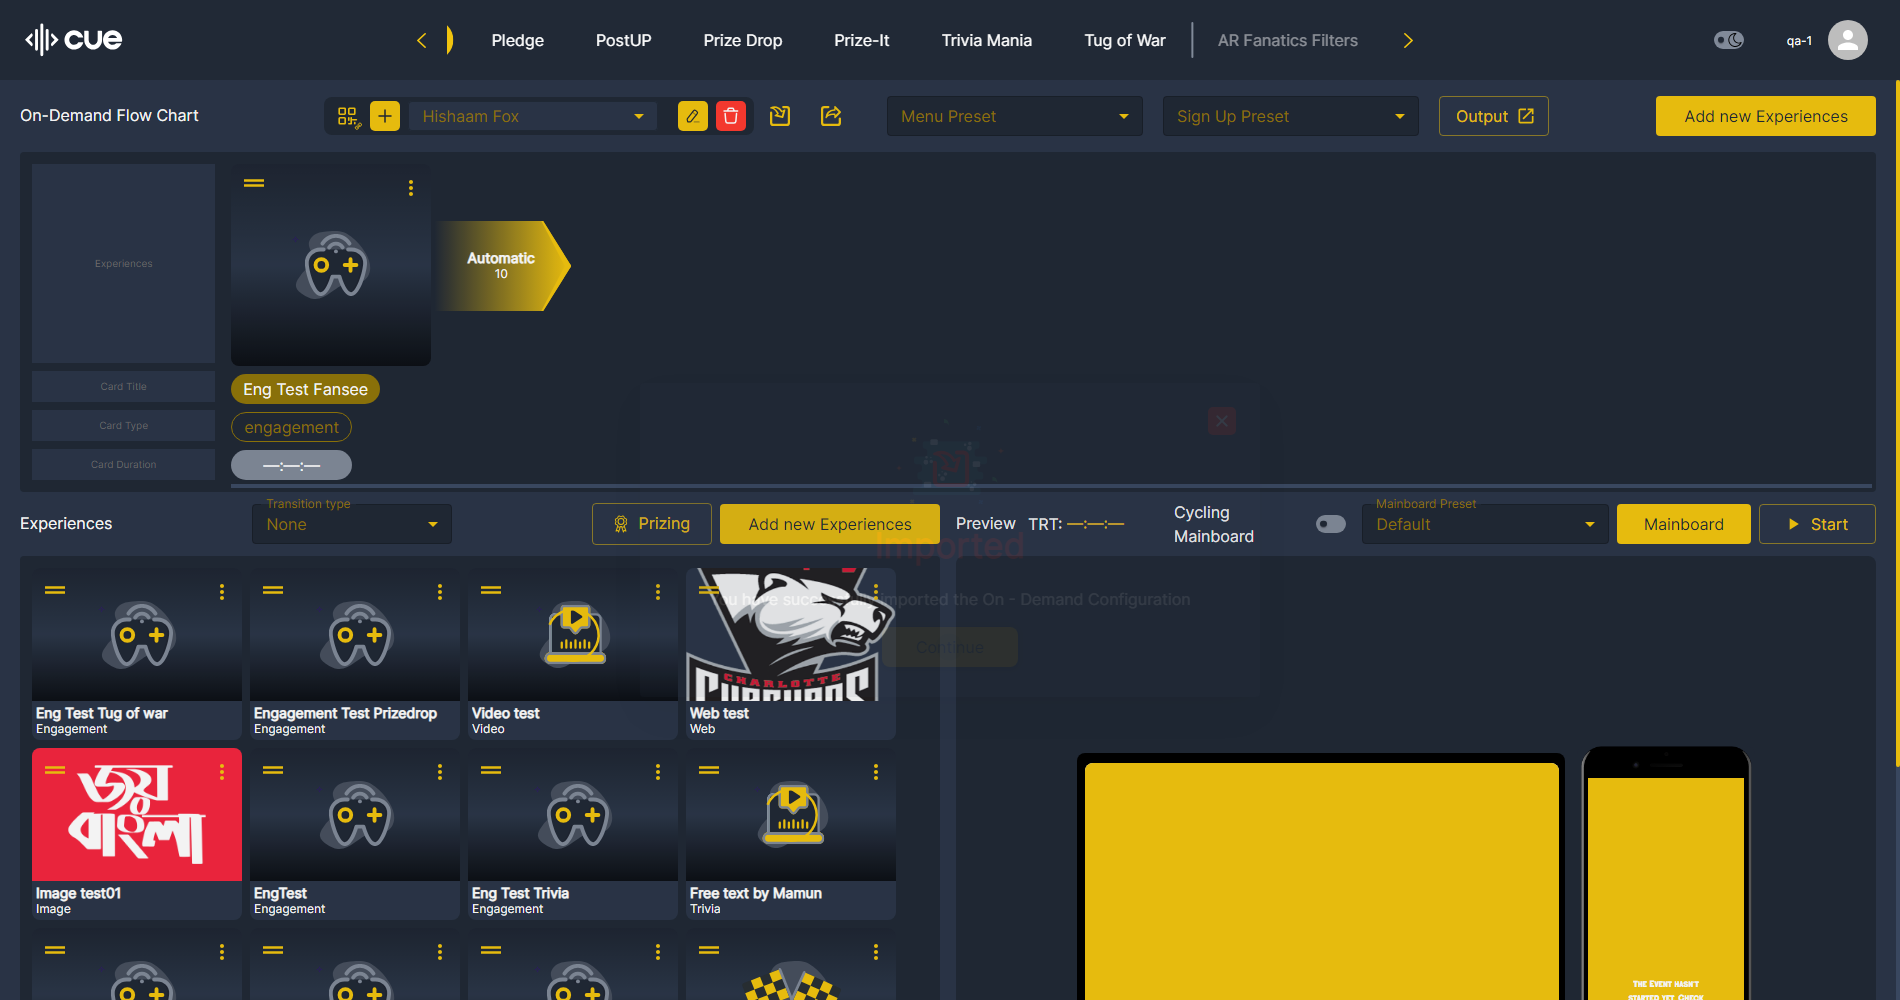 cue
Pledge
PostUP
Prize Drop
Prize-It
Trivia Mania
Tug of War
AR Fanatics Filters
qa-1
On-Demand Flow Chart
Hishaam Fox
Menu Preset
Sign Up Preset
Output
Add new Experiences
Experiences
Automatic
10
Card Title
Eng Test Fansee
Card Type
engagement
Card Duration
—:—:—
Experiences
Transition type
None
Prizing
Add new Experiences
Preview
TRT: —:—:—
Cycling
Mainboard
Mainboard Preset
Default
Mainboard
Start
Imported
have imported the On - Demand Configuration
Continue
Eng Test Tug of war
Engagement
Engagement Test Prizedrop
Engagement
Video test
Video
CHARLOTTE
Web test
Web
জয়
বাংলা
Image test01
Image
EngTest
Engagement
Eng Test Trivia
Engagement
Free text by Mamun
Trivia
The Event hasn't
started yet. Check